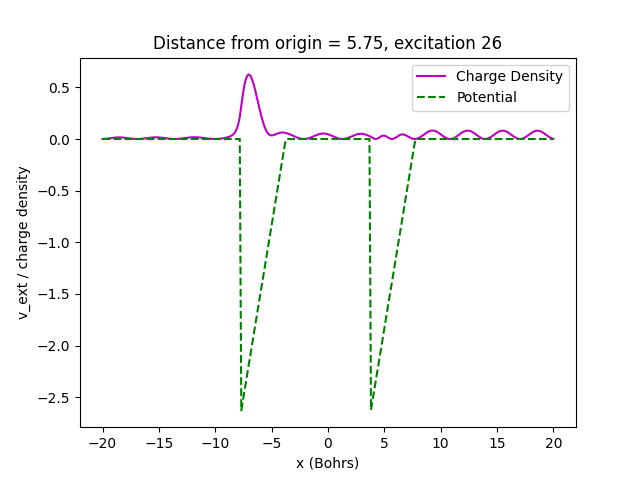 Distance from origin = 5.75, excitation 26
Charge Density
Potential
v_ext / charge density
0.5
0.0
−0.5
−1.0
−1.5
−2.0
−2.5
−20 −15 −10 −5 0 5 10 15 20
x (Bohrs)